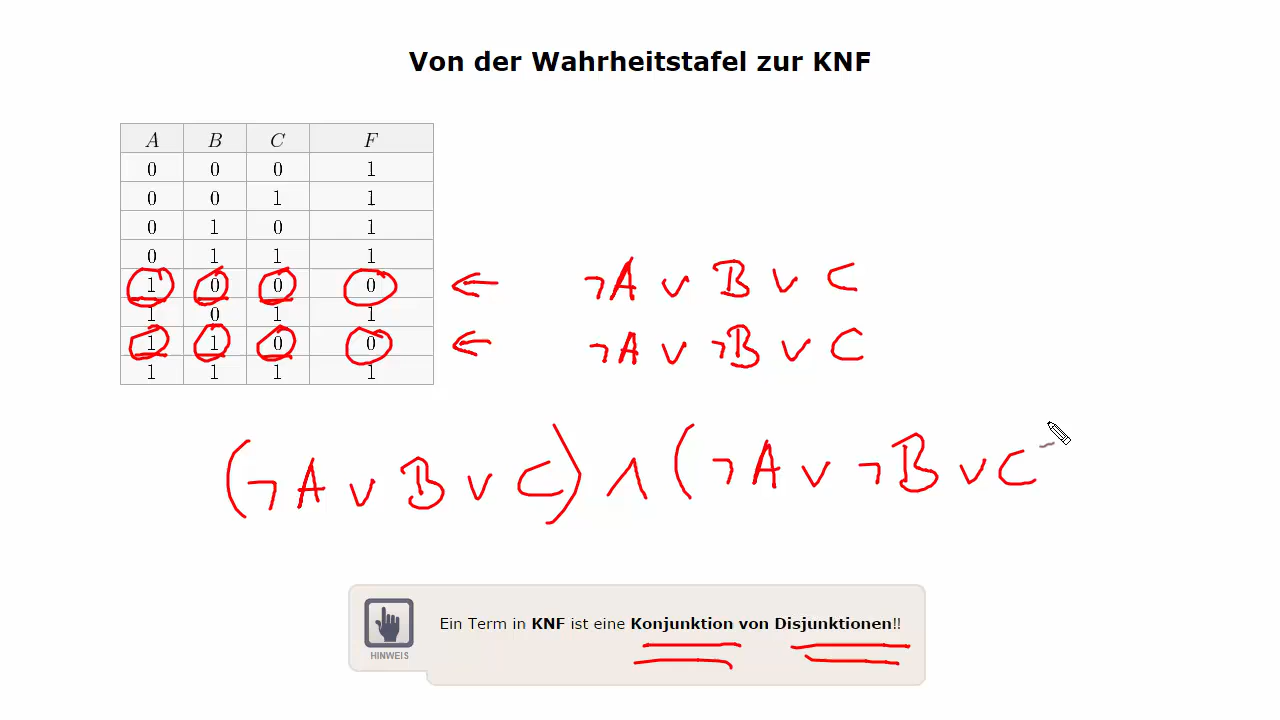 Von der Wahrheitstafel zur KNF
A B C F
0 0 0 1
0 0 1 1
0 1 0 1
0 1 1 1
1 0 0 0 ← ¬A ∨ B ∨ C
1 0 1 1
1 1 0 0 ← ¬A ∨ ¬B ∨ C
1 1 1 1
(¬A ∨ B ∨ C) ∧ (¬A ∨ ¬B ∨ C
Ein Term in KNF ist eine Konjunktion von Disjunktionen!!
HINWEIS